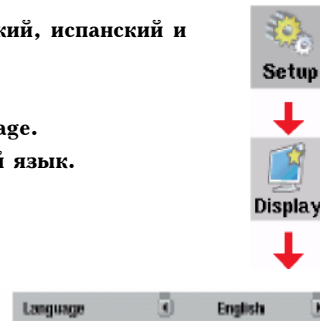 кий, испанский и
Setup
age.
й язык.
Display
Language English